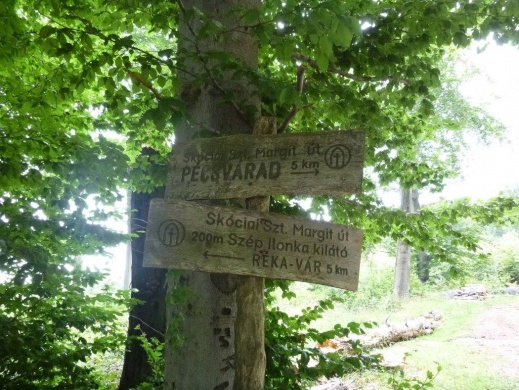 Skóciai Szt. Margit út
PÉCSVÁRAD 5 km
Skóciai Szt. Margit út
200m Szép Ilonka kilátó
RÉKA-VÁR 5 km